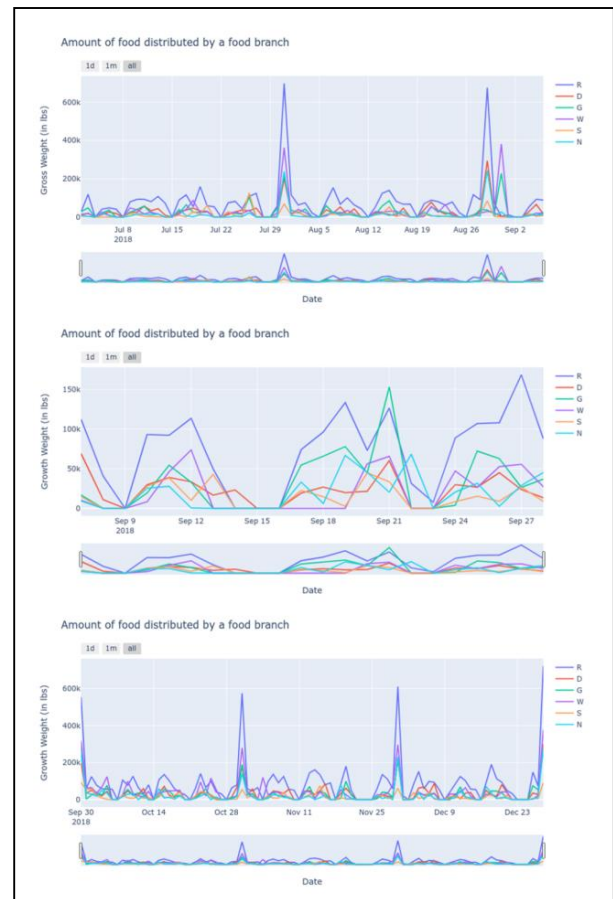 Amount of food distributed by a food branch
1d 1m all
Gross Weight (in lbs)
600k
400k
200k
0
Jul 8
2018
Jul 15
Jul 22
Jul 29
Aug 5
Aug 12
Aug 19
Aug 26
Sep 2
R
D
G
W
S
N
Date
Amount of food distributed by a food branch
1d 1m all
Growth Weight (in lbs)
150k
100k
50k
0
Sep 9
2018
Sep 12
Sep 15
Sep 18
Sep 21
Sep 24
Sep 27
R
D
G
W
S
N
Date
Amount of food distributed by a food branch
1d 1m all
Growth Weight (in lbs)
600k
400k
200k
0
Sep 30
2018
Oct 14
Oct 28
Nov 11
Nov 25
Dec 9
Dec 23
R
D
G
W
S
N
Date